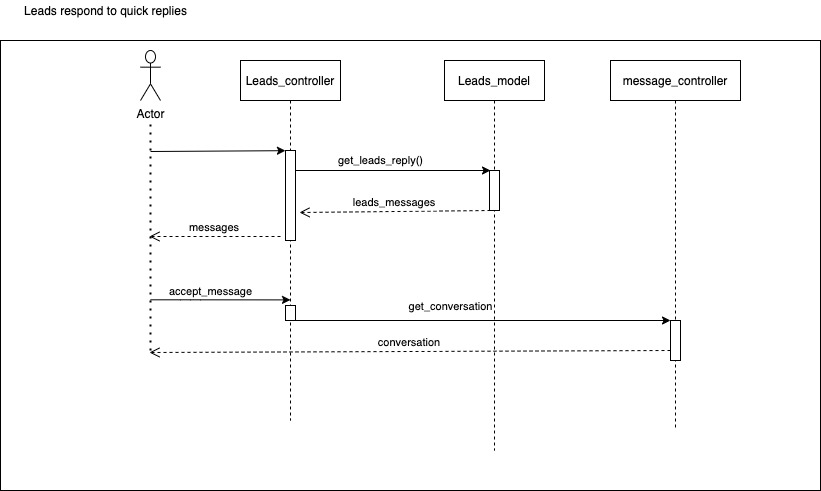 Leads respond to quick replies
Leads_controller
Leads_model
message_controller
Actor
get_leads_reply()
leads_messages
messages
accept_message
get_conversation
conversation